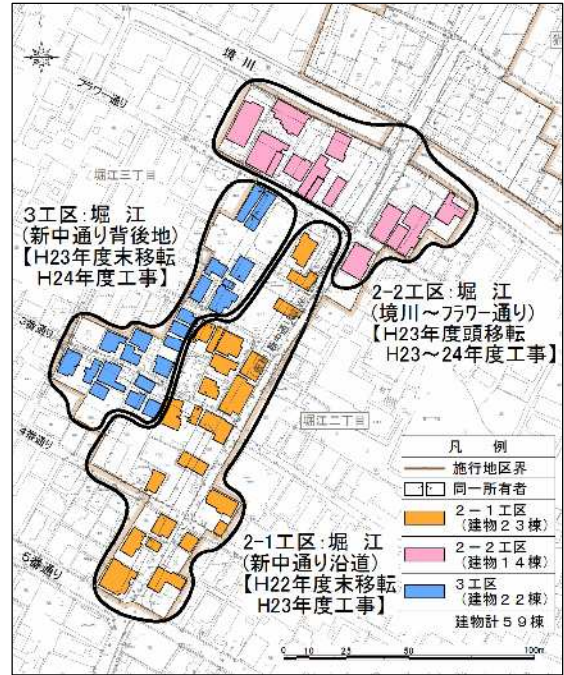 境川
フラワー通り
堀江三丁目
3工区:堀 江
(新中通り背後地)
【H23年度末移転
H24年度工事】
2-2工区:堀 江
(境川～フラワー通り)
【H23年度頭移転
H23～24年度工事】
3番通り
4番通り
堀江二丁目
5番通り
2-1工区:堀 江
(新中通り沿道)
【H22年度末移転
H23年度工事】
凡 例
施行地区界
同一所有者
2－1工区
(建物23棟)
2－2工区
(建物14棟)
3工区
(建物22棟)
建物計59棟
0 10 25 50 100m